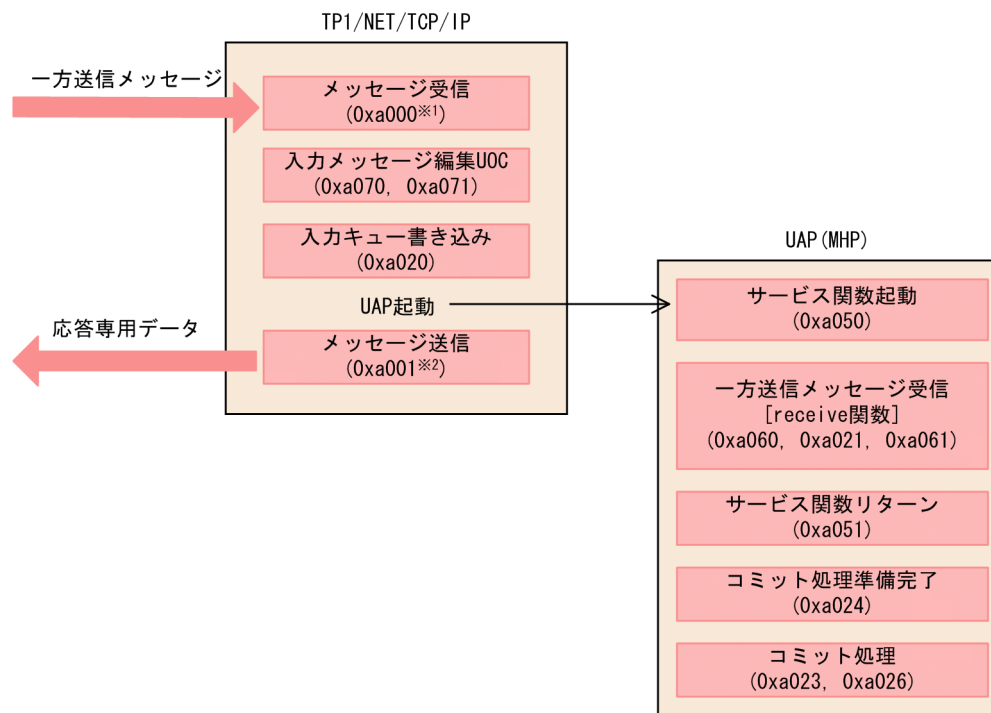 TP1/NET/TCP/IP
一方送信メッセージ
メッセージ受信
(0xa000※1)
入力メッセージ編集UOC
(0xa070, 0xa071)
入力キュー書き込み
(0xa020)
UAP起動
応答専用データ
メッセージ送信
(0xa001※2)
UAP(MHP)
サービス関数起動
(0xa050)
一方送信メッセージ受信
[receive関数]
(0xa060, 0xa021, 0xa061)
サービス関数リターン
(0xa051)
コミット処理準備完了
(0xa024)
コミット処理
(0xa023, 0xa026)